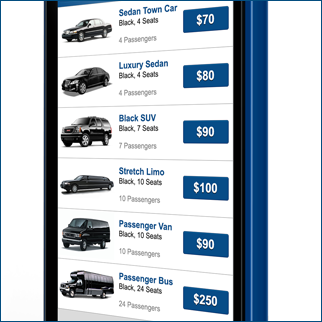 Sedan Town Car
Black, 4 Seats
4 Passengers
$70
Luxury Sedan
Black, 4 Seats
4 Passengers
$80
Black SUV
Black, 7 Seats
7 Passengers
$90
Stretch Limo
Black, 10 Seats
10 Passengers
$100
Passenger Van
Black, 10 Seats
10 Passengers
$90
Passenger Bus
Black, 24 Seats
24 Passengers
$250